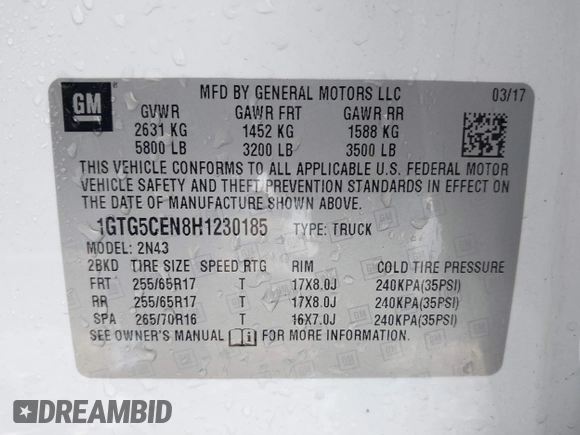 GM
MFD BY GENERAL MOTORS LLC 03/17
GVWR GAWR FRT GAWR RR
2631 KG 1452 KG 1588 KG
5800 LB 3200 LB 3500 LB
THIS VEHICLE CONFORMS TO ALL APPLICABLE U.S. FEDERAL MOTOR
VEHICLE SAFETY AND THEFT PREVENTION STANDARDS IN EFFECT ON
THE DATE OF MANUFACTURE SHOWN ABOVE.
1GTG5CEN8H1230185 TYPE: TRUCK
MODEL: 2N43
2BKD TIRE SIZE SPEED RTG RIM COLD TIRE PRESSURE
FRT 255/65R17 T 17X8.0J 240KPA(35PSI)
RR 255/65R17 T 17X8.0J 240KPA(35PSI)
SPA 265/70R16 T 16X7.0J 240KPA(35PSI)
SEE OWNER'S MANUAL i FOR MORE INFORMATION.
DREAMBID